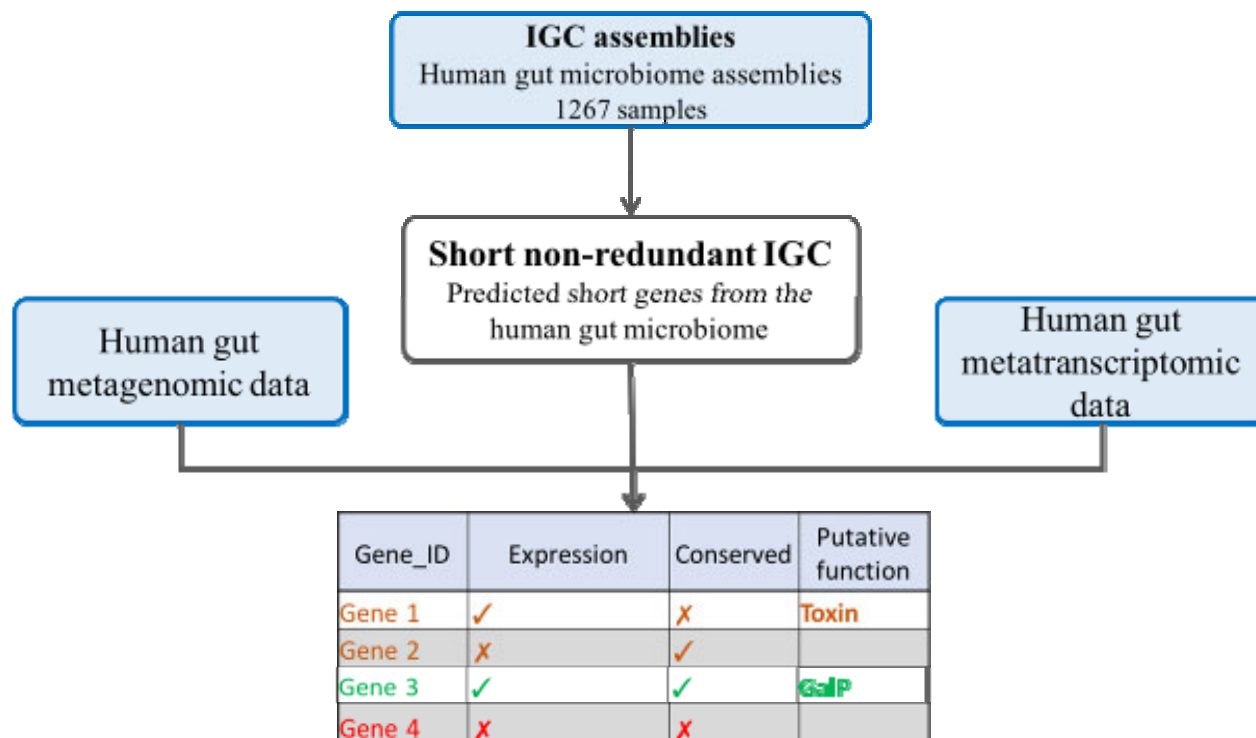 IGC assemblies
Human gut microbiome assemblies
1267 samples
Short non-redundant IGC
Predicted short genes from the
human gut microbiome
Human gut
metagenomic data
Human gut
metatranscriptomic
data
Gene_ID Expression Conserved Putative function
Gene 1 ✓ ✗ Toxin
Gene 2 ✗ ✓
Gene 3 ✓ ✓ GalP
Gene 4 ✗ ✗